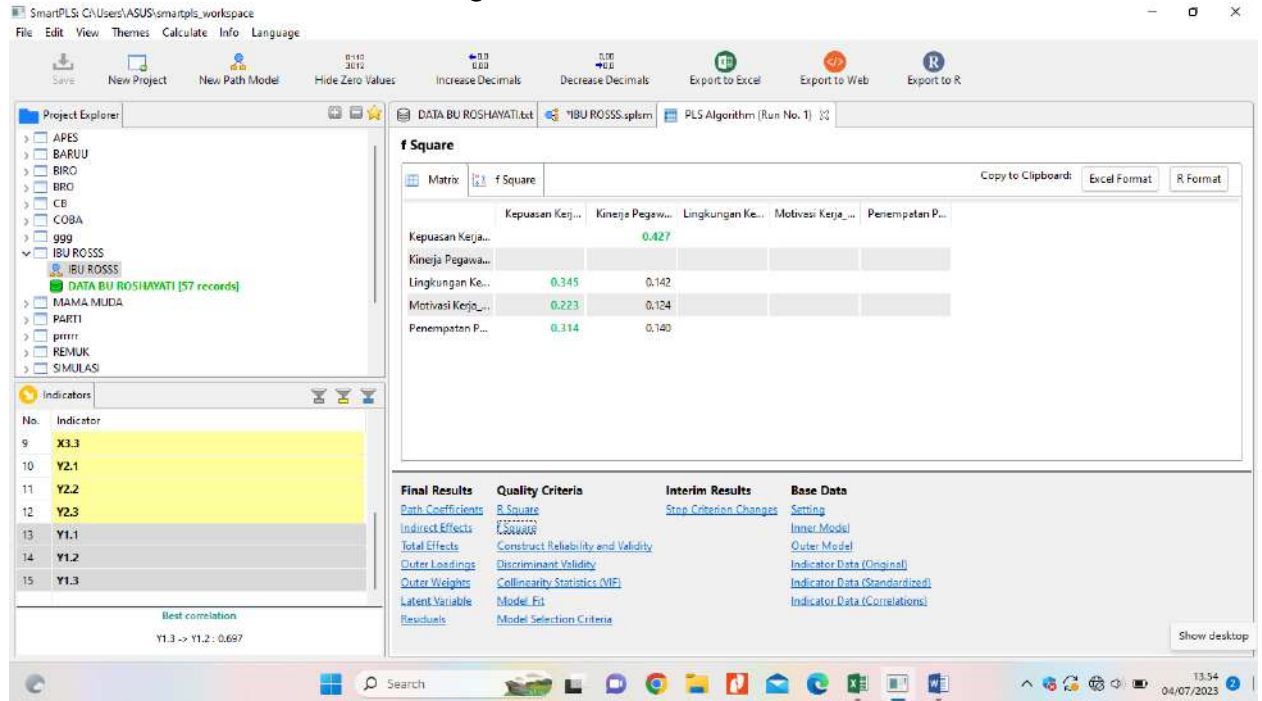 SmartPLS: C:\Users\ASUS\smartpls_workspace
File Edit View Themes Calculate Info Language
Save New Project New Path Model Hide Zero Values Increase Decimals Decrease Decimals Export to Excel Export to Web Export to R
Project Explorer
APES
BARUU
BIRO
BRO
CB
COBA
ggg
IBU ROSSS
IBU ROSSS
DATA BU ROSHAYATI [57 records]
MAMA MUDA
PARTI
prrrrr
REMUK
SIMULASI
Indicators
No. Indicator
9 X3.3
10 Y2.1
11 Y2.2
12 Y2.3
13 Y1.1
14 Y1.2
15 Y1.3
Best correlation
Y1.3 -> Y1.2 : 0.697
DATA BU ROSHAYATI.txt *IBU ROSSS.splsm PLS Algorithm (Run No. 1)
f Square
Matrix f Square Copy to Clipboard: Excel Format R Format
Kepuasan Kerj... Kinerja Pegaw... Lingkungan Ke... Motivasi Kerja_... Penempatan P...
Kepuasan Kerja... 0.427
Kinerja Pegawa...
Lingkungan Ke... 0.345 0.142
Motivasi Kerja_... 0.223 0.124
Penempatan P... 0.314 0.140
Final Results Quality Criteria Interim Results Base Data
Path Coefficients R Square Stop Criterion Changes Setting
Indirect Effects f Square Inner Model
Total Effects Construct Reliability and Validity Outer Model
Outer Loadings Discriminant Validity Indicator Data (Original)
Outer Weights Collinearity Statistics (VIF) Indicator Data (Standardized)
Latent Variable Model Fit Indicator Data (Correlations)
Residuals Model Selection Criteria
Show desktop
Search
13.54
04/07/2023 2